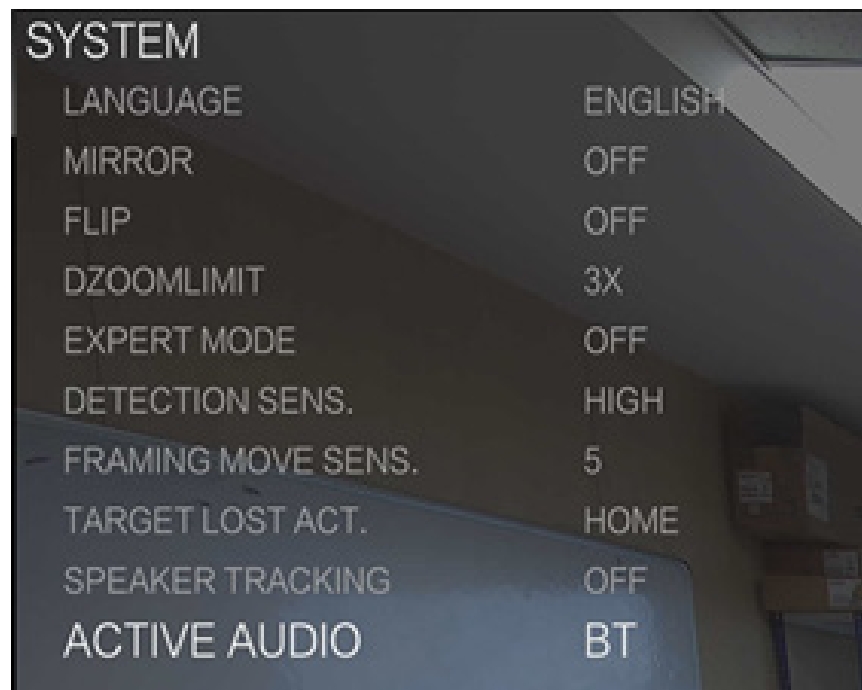 SYSTEM
LANGUAGE ENGLISH
MIRROR OFF
FLIP OFF
DZOOMLIMIT 3X
EXPERT MODE OFF
DETECTION SENS. HIGH
FRAMING MOVE SENS. 5
TARGET LOST ACT. HOME
SPEAKER TRACKING OFF
ACTIVE AUDIO BT